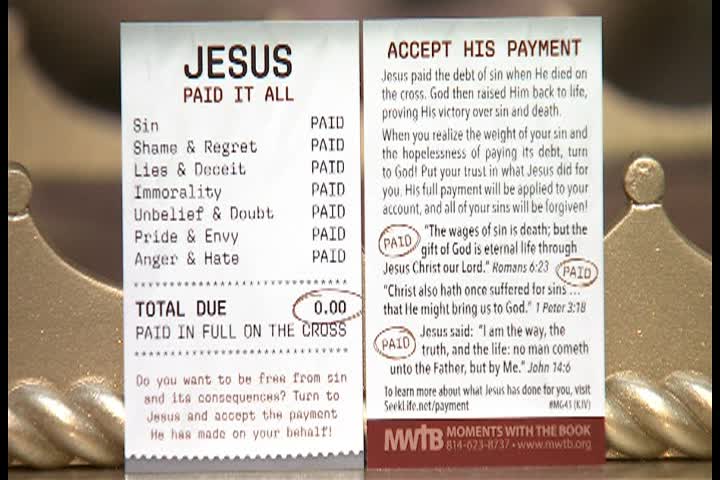 JESUS
PAID IT ALL
Sin PAID
Shame & Regret PAID
Lies & Deceit PAID
Immorality PAID
Unbelief & Doubt PAID
Pride & Envy PAID
Anger & Hate PAID
TOTAL DUE 0.00
PAID IN FULL ON THE CROSS
Do you want to be free from sin
and its consequences? Turn to
Jesus and accept the payment
He has made on your behalf!
ACCEPT HIS PAYMENT
Jesus paid the debt of sin when He died on
the cross. God then raised Him back to life,
proving His victory over sin and death.
When you realize the weight of your sin and
the hopelessness of paying its debt, turn
to God! Put your trust in what Jesus did for
you. His full payment will be applied to your
account, and all of your sins will be forgiven!
PAID "The wages of sin is death; but the
gift of God is eternal life through
Jesus Christ our Lord." Romans 6:23 PAID
"Christ also hath once suffered for sins ...
that He might bring us to God." 1 Peter 3:18
PAID Jesus said: "I am the way, the
truth, and the life: no man cometh
unto the Father, but by Me." John 14:6
To learn more about what Jesus has done for you, visit
SeekLife.net/payment #MG45 (KJV)
MWTB MOMENTS WITH THE BOOK
814-623-8737 • www.mwtb.org